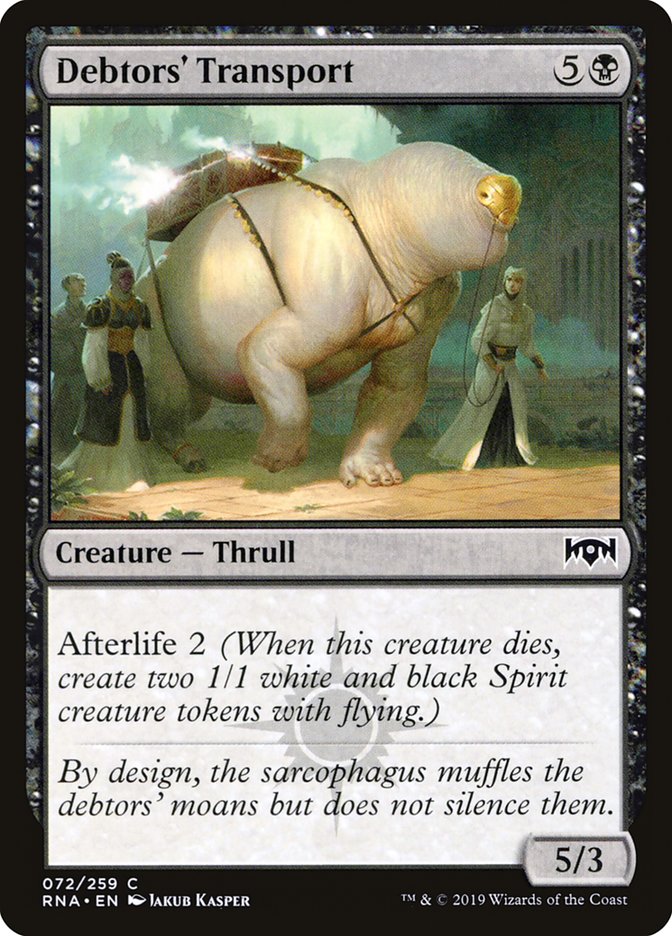 Debtors' Transport 5
Creature — Thrull
Afterlife 2 (When this creature dies,
create two 1/1 white and black Spirit
creature tokens with flying.)
By design, the sarcophagus muffles the
debtors' moans but does not silence them.
5/3
072/259 C
RNA • EN Jakub Kasper
™ & © 2019 Wizards of the Coast